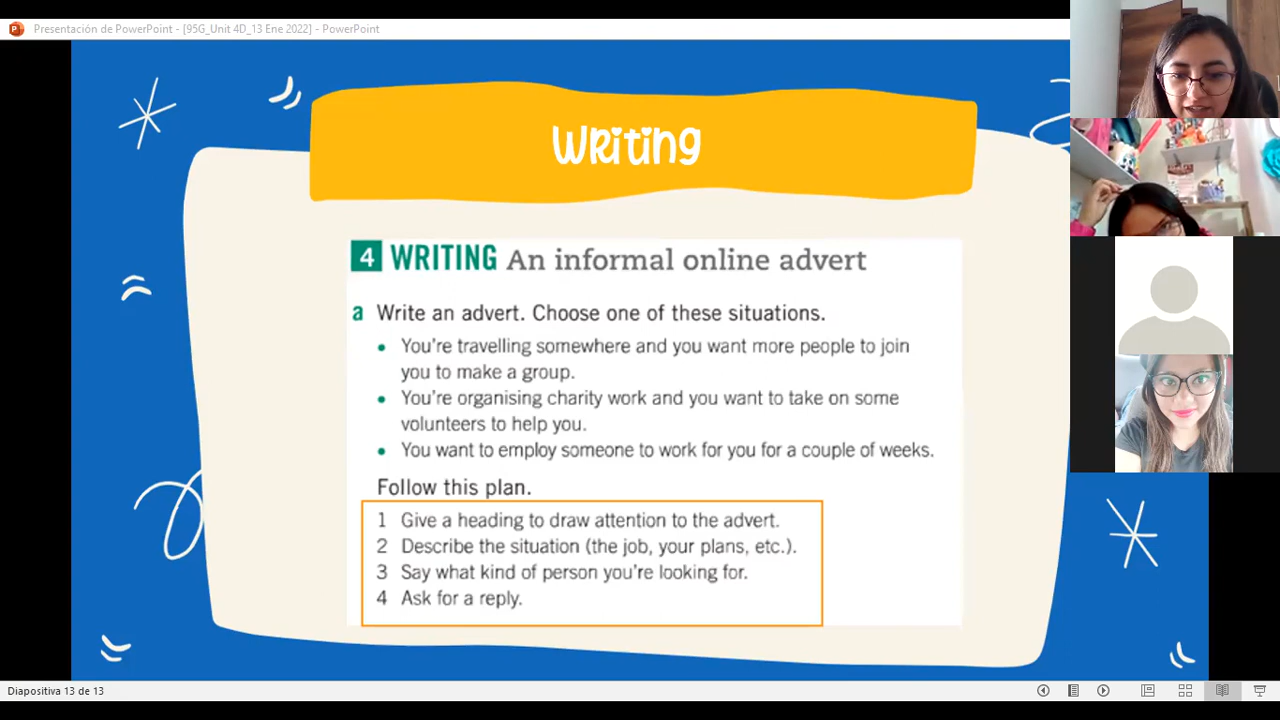 Presentación de PowerPoint - [95G_Unit 4D_13 Ene 2022] - PowerPoint
Writing
4 WRITING An informal online advert
a Write an advert. Choose one of these situations.
• You're travelling somewhere and you want more people to join
you to make a group.
• You're organising charity work and you want to take on some
volunteers to help you.
• You want to employ someone to work for you for a couple of weeks.
Follow this plan.
1 Give a heading to draw attention to the advert.
2 Describe the situation (the job, your plans, etc.).
3 Say what kind of person you're looking for.
4 Ask for a reply.
Diapositiva 13 de 13